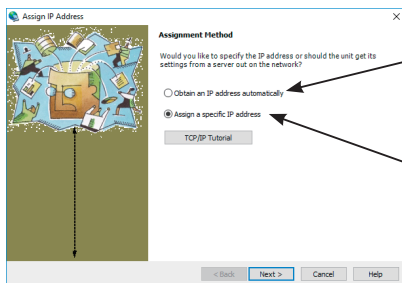 Assign IP Address
Assignment Method
Would you like to specify the IP address or should the unit get its
settings from a server out on the network?
Obtain an IP address automatically
Assign a specific IP address
TCP/IP Tutorial
< Back
Next >
Cancel
Help